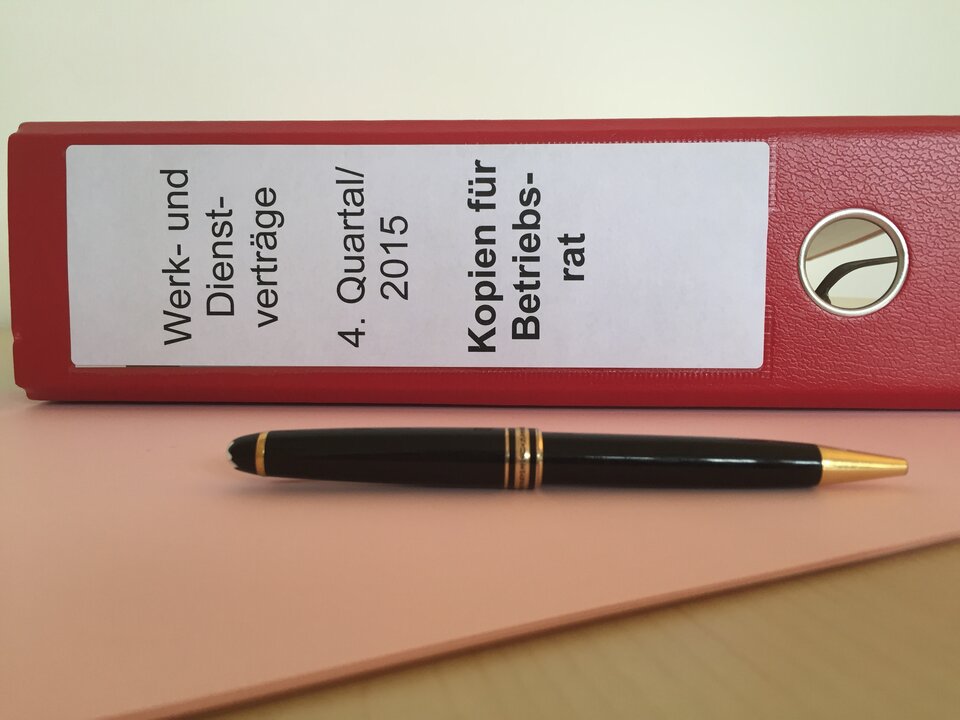 Werk- und
Dienst-
verträge
4. Quartal/
2015
Kopien für
Betriebs-
rat